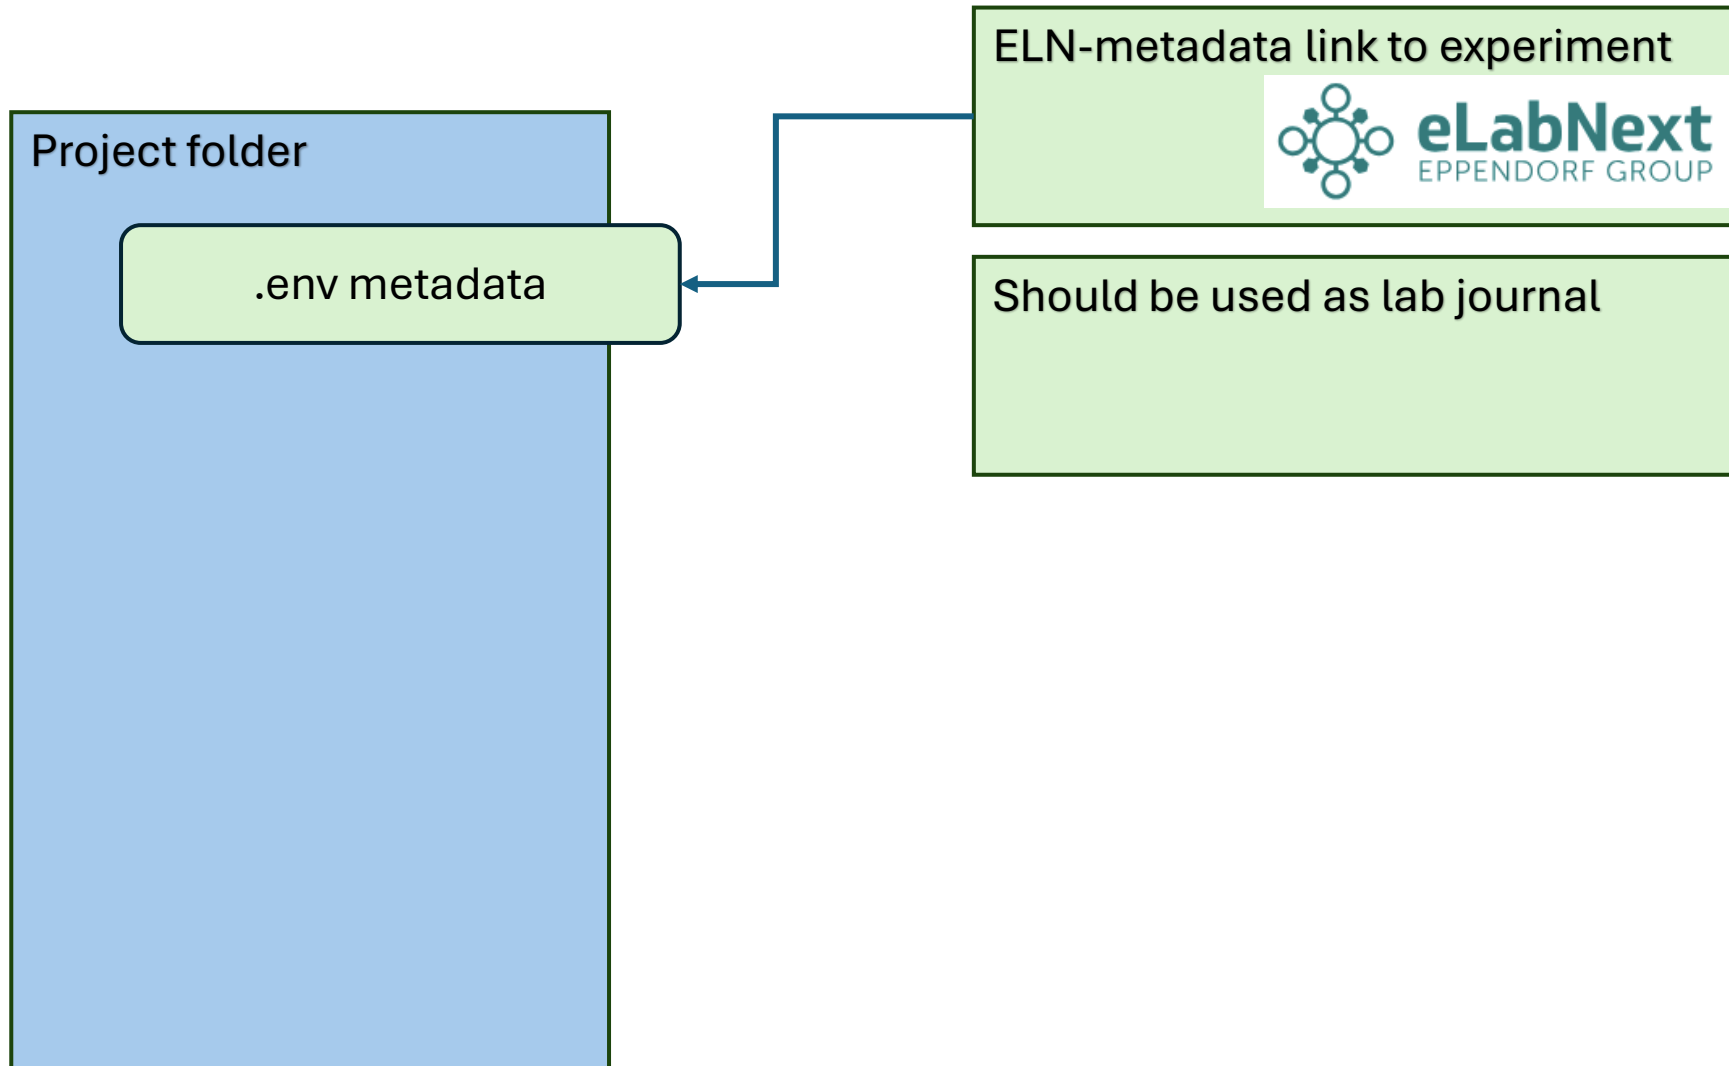 Project folder
.env metadata
ELN-metadata link to experiment
eLabNext
EPPENDORF GROUP
Should be used as lab journal